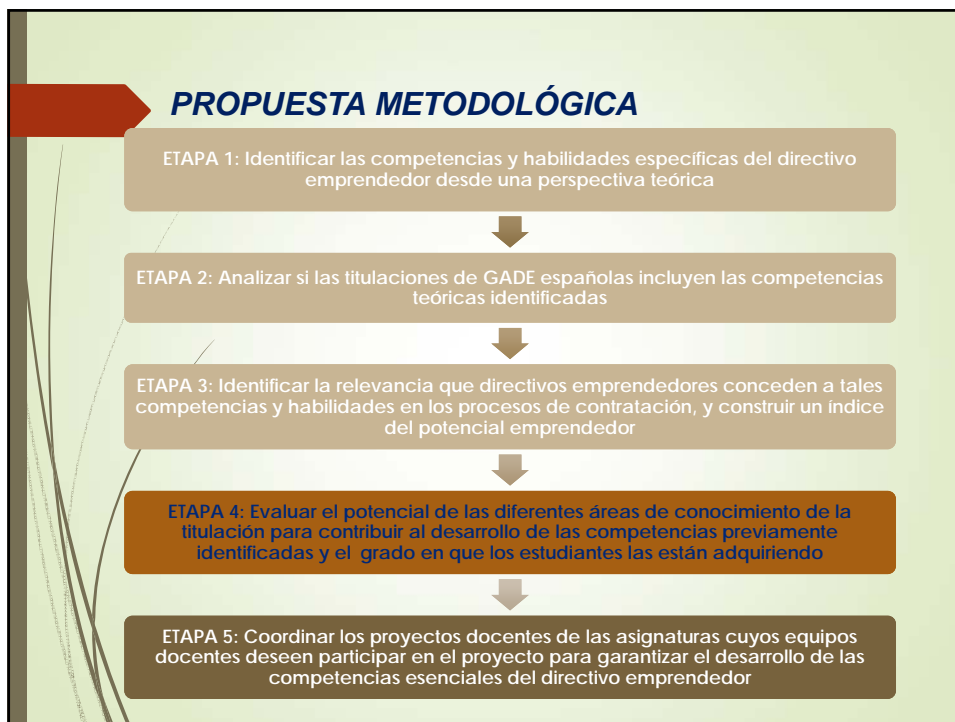 PROPUESTA METODOLÓGICA
ETAPA 1: Identificar las competencias y habilidades específicas del directivo
emprendedor desde una perspectiva teórica
ETAPA 2: Analizar si las titulaciones de GADE españolas incluyen las competencias
teóricas identificadas
ETAPA 3: Identificar la relevancia que directivos emprendedores conceden a tales
competencias y habilidades en los procesos de contratación, y construir un índice
del potencial emprendedor
ETAPA 4: Evaluar el potencial de las diferentes áreas de conocimiento de la
titulación para contribuir al desarrollo de las competencias previamente
identificadas y el grado en que los estudiantes las están adquiriendo
ETAPA 5: Coordinar los proyectos docentes de las asignaturas cuyos equipos
docentes deseen participar en el proyecto para garantizar el desarrollo de las
competencias esenciales del directivo emprendedor